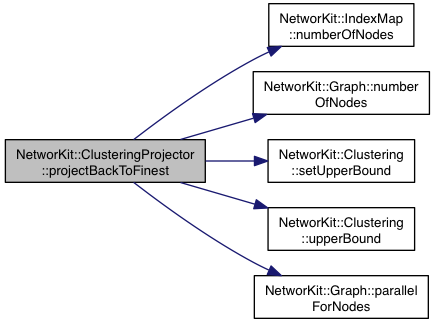 NetworKit::IndexMap
::numberOfNodes
NetworKit::Graph::number
OfNodes
NetworKit::ClusteringProjector
::projectBackToFinest
NetworKit::Clustering
::setUpperBound
NetworKit::Clustering
::upperBound
NetworKit::Graph::parallel
ForNodes